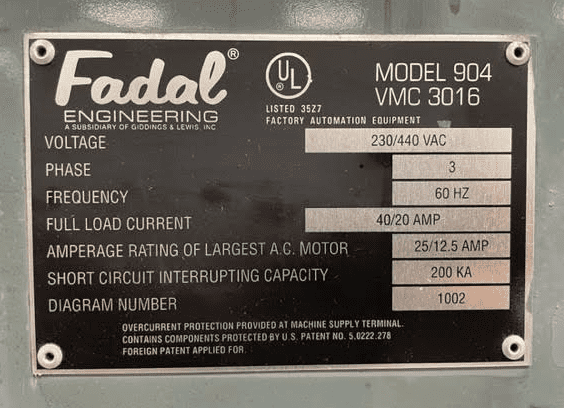 Fadal®
ENGINEERING
A SUBSIDIARY OF GIDDINGS & LEWIS, INC
UL®
LISTED 35Z7
FACTORY AUTOMATION EQUIPMENT
MODEL 904
VMC 3016
VOLTAGE 230/440 VAC
PHASE 3
FREQUENCY 60 HZ
FULL LOAD CURRENT 40/20 AMP
AMPERAGE RATING OF LARGEST A.C. MOTOR 25/12.5 AMP
SHORT CIRCUIT INTERRUPTING CAPACITY 200 KA
DIAGRAM NUMBER 1002
OVERCURRENT PROTECTION PROVIDED AT MACHINE SUPPLY TERMINAL.
CONTAINS COMPONENTS PROTECTED BY U.S. PATENT NO. 5.0222.278
FOREIGN PATENT APPLIED FOR.